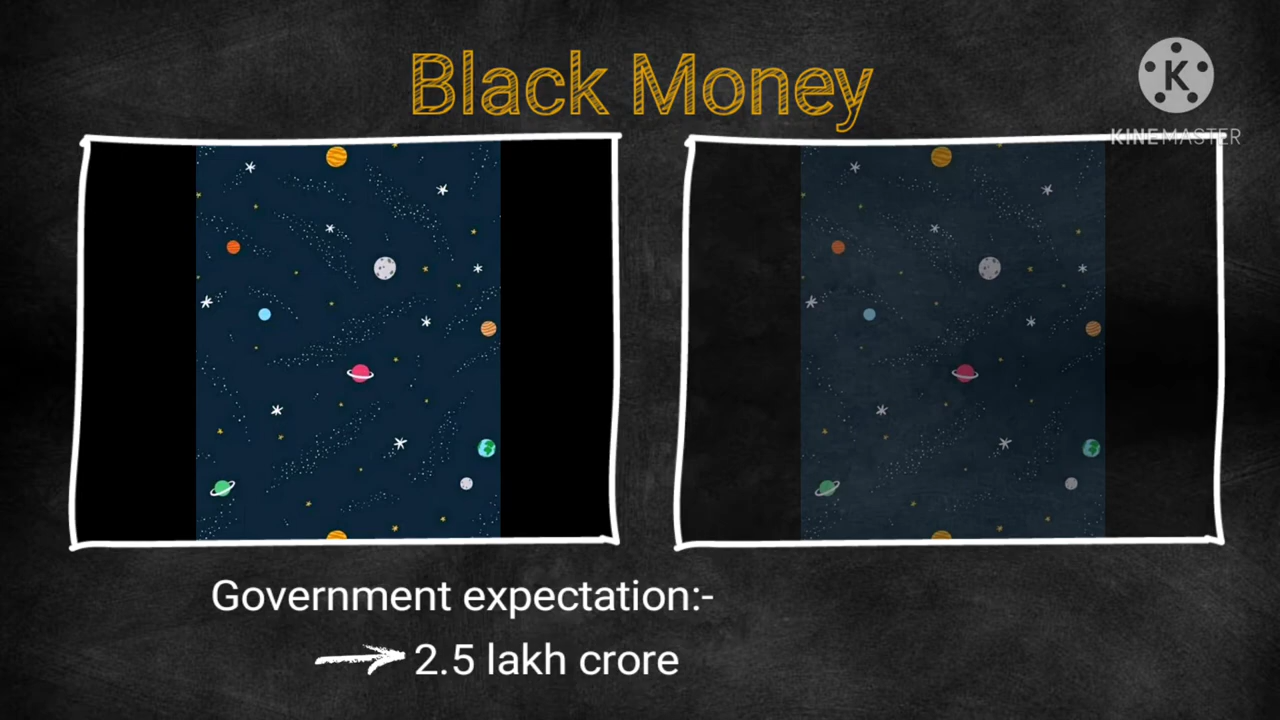 Black Money
K
KINEMASTER
Government expectation:-
2.5 lakh crore